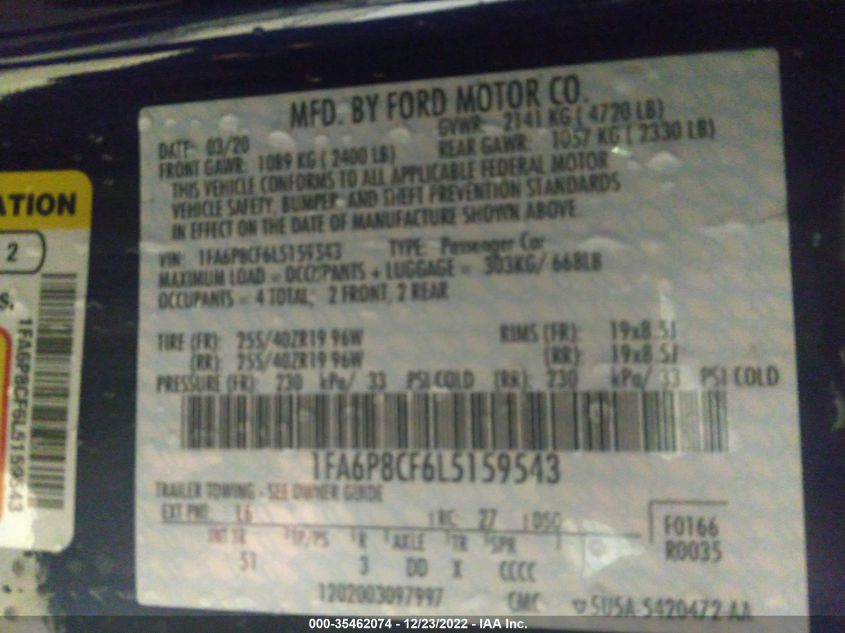 MFD. BY FORD MOTOR CO.
DATE: 03/20 GVWR: 2141 KG ( 4720 LB)
FRONT GAWR: 1089 KG ( 2400 LB) REAR GAWR: 1057 KG ( 2330 LB)
THIS VEHICLE CONFORMS TO ALL APPLICABLE FEDERAL MOTOR
VEHICLE SAFETY, BUMPER, AND THEFT PREVENTION STANDARDS
IN EFFECT ON THE DATE OF MANUFACTURE SHOWN ABOVE.
VIN: 1FA6P8CF6L5159543 TYPE: Passenger Car
MAXIMUM LOAD = OCCUPANTS + LUGGAGE = 303KG/ 668LB
OCCUPANTS = 4 TOTAL; 2 FRONT, 2 REAR
TIRE (FR): 255/40ZR19 96W RIMS (FR): 19x8.5J
(RR): 255/40ZR19 96W (RR): 19x8.5J
PRESSURE (FR): 230 kPa/ 33 PSI COLD (RR): 230 kPa/ 33 PSI COLD
1FA6P8CF6L5159543
TRAILER TOWING - SEE OWNER GUIDE
EXT PNT: L6 RC: 27 DSO:
F0166
R0035
INT TR TP/PS R AXLE TR SPR
51 3 DD X CCCC
1202003097997 CMC 5U5A-5420472-AA
ATION
2
S.
1FA6P8CF6L5159543
000-35462074 - 12/23/2022 - IAA Inc.